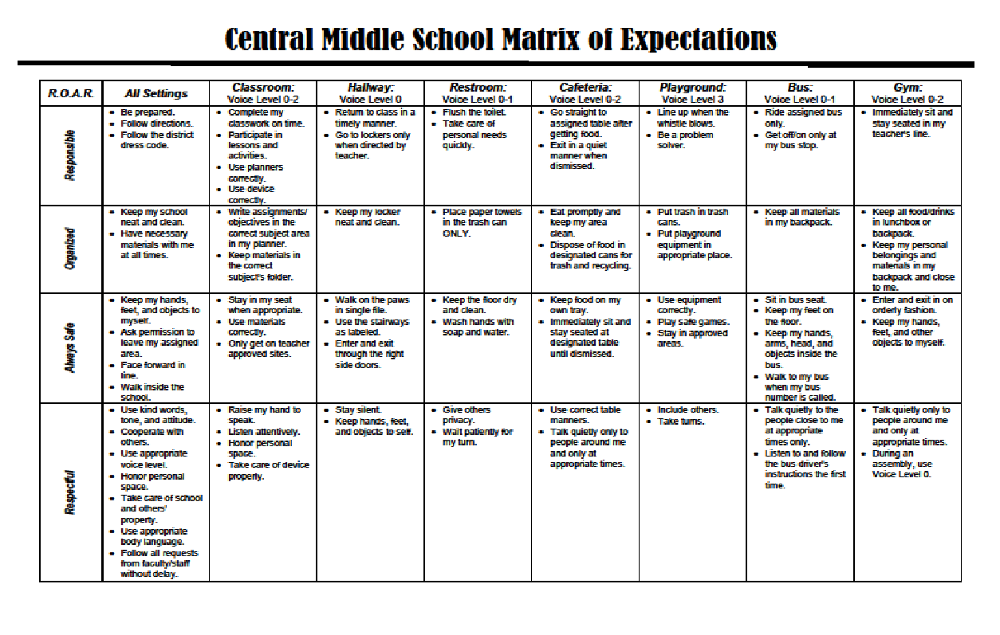 Central Middle School Matrix of Expectations
R.O.A.R.
All Settings
Classroom:
Voice Level 0-2
Hallway:
Voice Level 0
Restroom:
Voice Level 0-1
Cafeteria:
Voice Level 0-2
Playground:
Voice Level 3
Bus:
Voice Level 0-1
Gym:
Voice Level 0-2
Responsible
• Be prepared.
• Follow directions.
• Follow the district
dress code.
• Complete my
classwork on time.
• Participate in
lessons and
activities.
• Use planners
correctly.
• Use device
correctly.
• Return to class in a
timely manner.
• Go to lockers only
when directed by
teacher.
• Flush the toilet.
• Take care of
personal needs
quickly.
• Go straight to
assigned table after
getting food.
• Exit in a quiet
manner when
dismissed.
• Line up when the
whistle blows.
• Be a problem
solver.
• Ride assigned bus
only.
• Get off/on only at
my bus stop.
• Immediately sit and
stay seated in my
teacher's line.
Organized
• Keep my school
neat and clean.
• Have necessary
materials with me
at all times.
• Write assignments/
objectives in the
correct subject area
in my planner.
• Keep materials in
the correct
subject's folder.
• Keep my locker
neat and clean.
• Place paper towels
in the trash can
ONLY.
• Eat promptly and
keep my area
clean.
• Dispose of food in
designated cans for
trash and recycling.
• Put trash in trash
cans.
• Put playground
equipment in
appropriate place.
• Keep all materials
in my backpack.
• Keep all food/drinks
in lunchbox or
backpack.
• Keep my personal
belongings and
materials in my
backpack and close
to me.
Always Safe
• Keep my hands,
feet, and objects to
myself.
• Ask permission to
leave my assigned
area.
• Face forward in
line.
• Walk inside the
school.
• Stay in my seat
when appropriate.
• Use materials
correctly.
• Only get on teacher
approved sites.
• Walk on the paws
in single file.
• Use the stairways
as labeled.
• Enter and exit
through the right
side doors.
• Keep the floor dry
and clean.
• Wash hands with
soap and water.
• Keep food on my
own tray.
• Immediately sit and
stay seated at
designated table
until dismissed.
• Use equipment
correctly.
• Play safe games.
• Stay in approved
areas.
• Sit in bus seat.
• Keep my feet on
the floor.
• Keep my hands,
arms, head, and
objects inside the
bus.
• Walk to my bus
when my bus
number is called.
• Enter and exit in on
orderly fashion.
• Keep my hands,
feet, and other
objects to myself.
Respectful
• Use kind words,
tone, and attitude.
• Cooperate with
others.
• Use appropriate
voice level.
• Honor personal
space.
• Take care of school
and others'
property.
• Use appropriate
body language.
• Follow all requests
from faculty/staff
without delay.
• Raise my hand to
speak.
• Listen attentively.
• Honor personal
space.
• Take care of device
properly.
• Stay silent.
• Keep hands, feet,
and objects to self.
• Give others
privacy.
• Wait patiently for
my turn.
• Use correct table
manners.
• Talk quietly only to
people around me
and only at
appropriate times.
• Include others.
• Take turns.
• Talk quietly to the
people close to me
at appropriate
times only.
• Listen to and follow
the bus driver's
instructions the first
time.
• Talk quietly only to
people around me
and only at
appropriate times.
• During an
assembly, use
Voice Level 0.